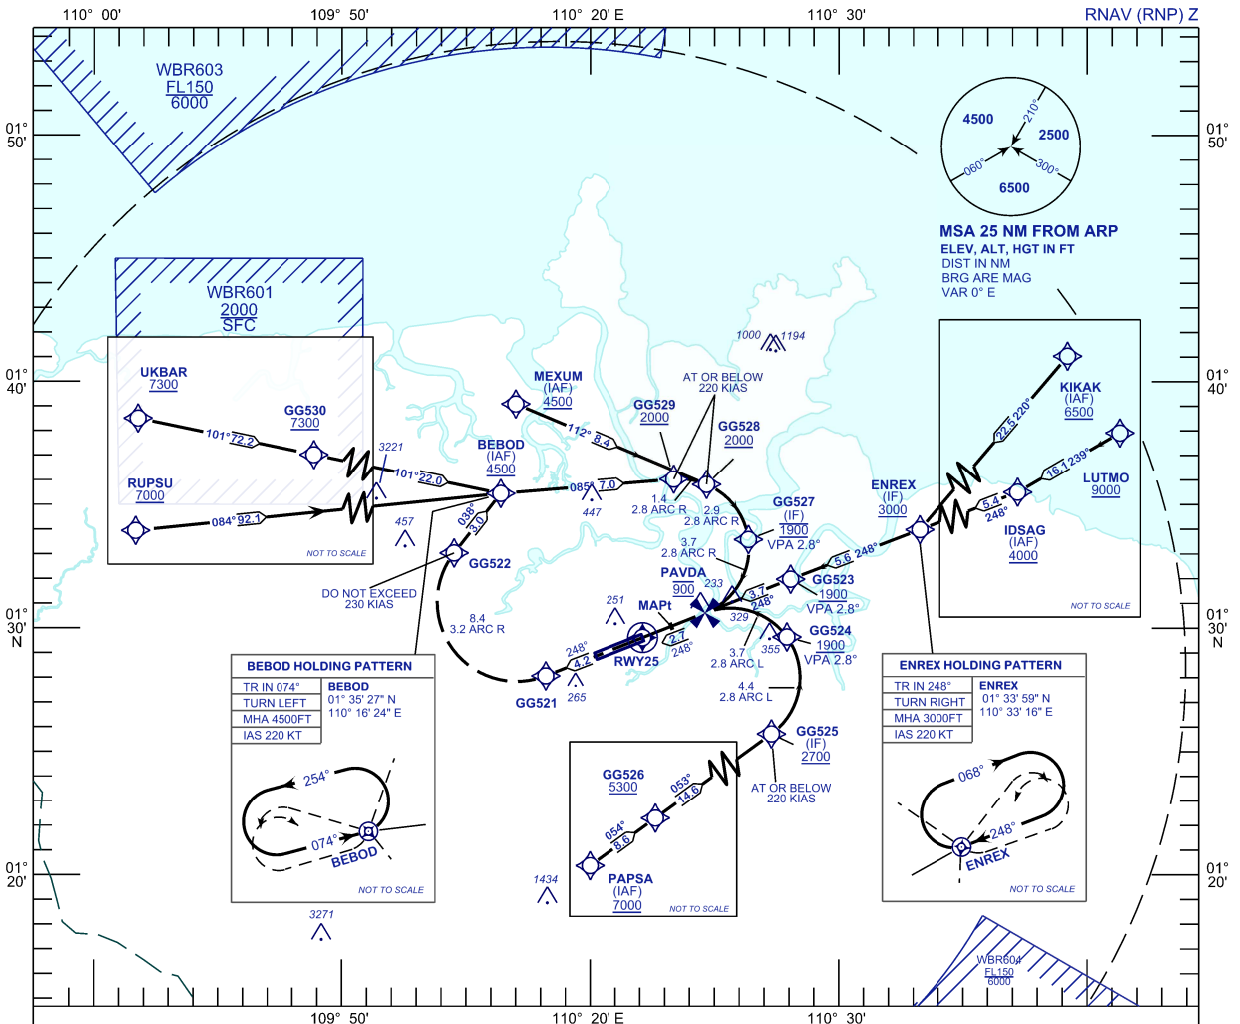 110° 00'
109° 50'
110° 20' E
110° 30'
RNAV (RNP) Z
WBR603
FL150
6000
01°
50'
01°
50'
4500
210°
2500
060°
300°
6500
MSA 25 NM FROM ARP
ELEV, ALT, HGT IN FT
DIST IN NM
BRG ARE MAG
VAR 0° E
WBR601
2000
SFC
1000
1194
01°
40'
01°
40'
UKBAR
7300
GG530
7300
101° 72.2
3221
101° 22.0
RUPSU
7000
084° 92.1
NOT TO SCALE
MEXUM
(IAF)
4500
112° 8.4
AT OR BELOW
220 KIAS
GG529
2000
GG528
2000
BEBOD
(IAF)
4500
085° 7.0
447
1.4
2.8 ARC R
2.9
2.8 ARC R
457
038°
3.0
GG522
DO NOT EXCEED
230 KIAS
GG527
(IF)
1900
VPA 2.8°
3.7
2.8 ARC R
ENREX
(IF)
3000
KIKAK
(IAF)
6500
22.5 220°
LUTMO
9000
16.1 239°
5.4
248°
IDSAG
(IAF)
4000
NOT TO SCALE
5.6 248°
GG523
1900
VPA 2.8°
PAVDA
900
233
3.7
248°
329
MAPt
251
8.4
3.2 ARC R
248°
4.2
2.7
248°
RWY25
355
GG524
1900
VPA 2.8°
3.7
2.8 ARC L
4.4
2.8 ARC L
GG521
265
01°
30'
N
01°
30'
N
BEBOD HOLDING PATTERN
TR IN 074°
TURN LEFT
MHA 4500FT
IAS 220 KT
BEBOD
01° 35' 27" N
110° 16' 24" E
254°
074°
BEBOD
NOT TO SCALE
GG525
(IF)
2700
AT OR BELOW
220 KIAS
GG526
5300
053°
14.6
054°
8.6
PAPSA
(IAF)
7000
NOT TO SCALE
ENREX HOLDING PATTERN
TR IN 248°
TURN RIGHT
MHA 3000FT
IAS 220 KT
ENREX
01° 33' 59" N
110° 33' 16" E
068°
248°
ENREX
NOT TO SCALE
1434
3271
01°
20'
01°
20'
WBR604
FL150
6000
109° 50'
110° 20' E
110° 30'